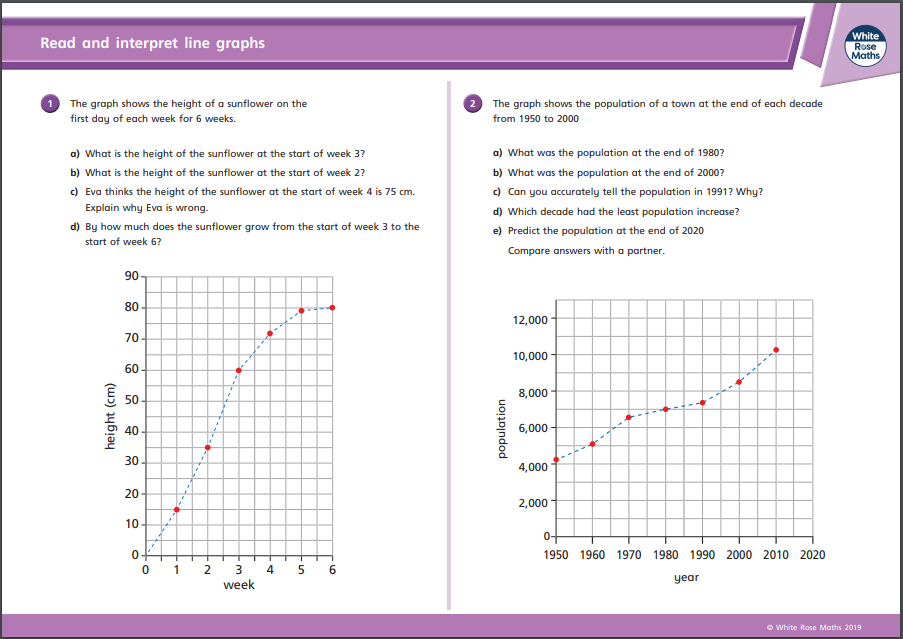 Read and interpret line graphs
White
Rose
Maths
1
The graph shows the height of a sunflower on the
first day of each week for 6 weeks.
a) What is the height of the sunflower at the start of week 3?
b) What is the height of the sunflower at the start of week 2?
c) Eva thinks the height of the sunflower at the start of week 4 is 75 cm.
Explain why Eva is wrong.
d) By how much does the sunflower grow from the start of week 3 to the
start of week 6?
90
80
70
60
50
40
30
20
10
0
height (cm)
0 1 2 3 4 5 6
week
2
The graph shows the population of a town at the end of each decade
from 1950 to 2000
a) What was the population at the end of 1980?
b) What was the population at the end of 2000?
c) Can you accurately tell the population in 1991? Why?
d) Which decade had the least population increase?
e) Predict the population at the end of 2020
Compare answers with a partner.
12,000
10,000
8,000
6,000
4,000
2,000
0
population
1950 1960 1970 1980 1990 2000 2010 2020
year
© White Rose Maths 2019